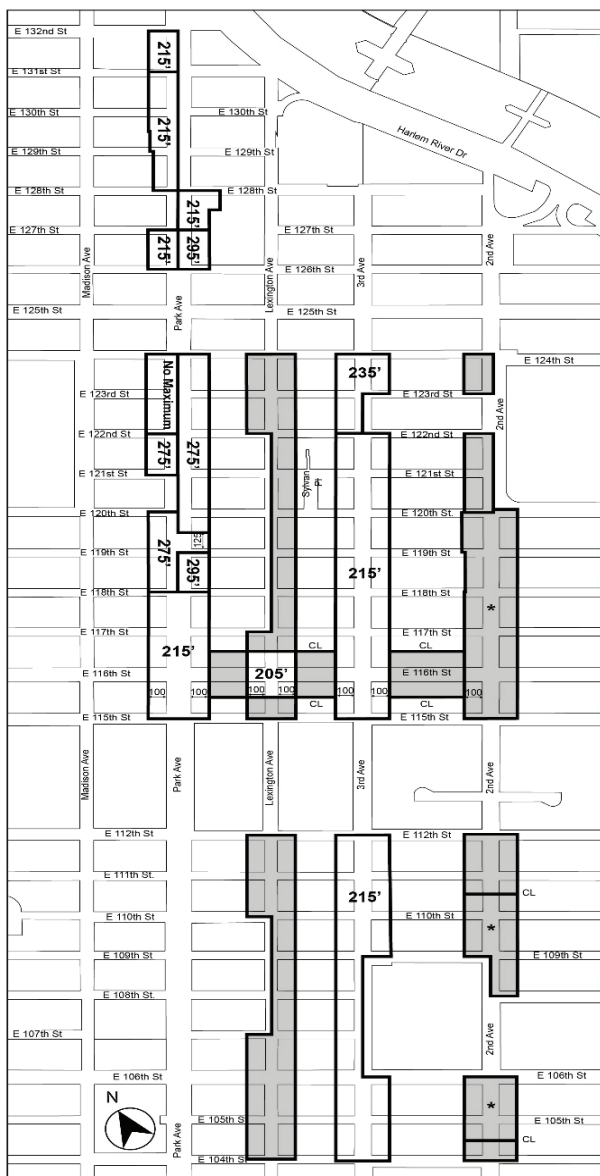 E 132nd St
215'
E 131st St
E 130th St
215'
E 130th St
Harlem River Dr
E 129th St
E 129th St
E 128th St
E 128th St
215'
E 127th St
215'
295'
E 127th St
Madison Ave
Lexington Ave
3rd Ave
2nd Ave
E 126th St
Park Ave
E 125th St
E 125th St
No Maximum
235'
E 124th St
E 123rd St
E 123rd St
2nd Ave
E 122nd St
275'
275'
E 122nd St
E 121st St
E 121st St
Sylvan Pl
E 120th St
E 120th St.
275'
125
E 119th St
295'
215'
E 119th St
E 118th St
E 118th St
*
E 117th St
E 117th St
215'
CL
CL
E 116th St
205'
E 116th St
100
100
100
100
100
100
100
E 115th St
CL
CL
E 115th St
Madison Ave
Park Ave
Lexington Ave
3rd Ave
2nd Ave
E 112th St
E 112th St
E 111th St.
215'
CL
E 110th St
E 110th St
*
E 109th St
E 109th St
E 108th St.
E 107th St
2nd Ave
E 106th St
E 106th St
N
*
E 105th St
E 105th St
Park Ave
CL
E 104th St